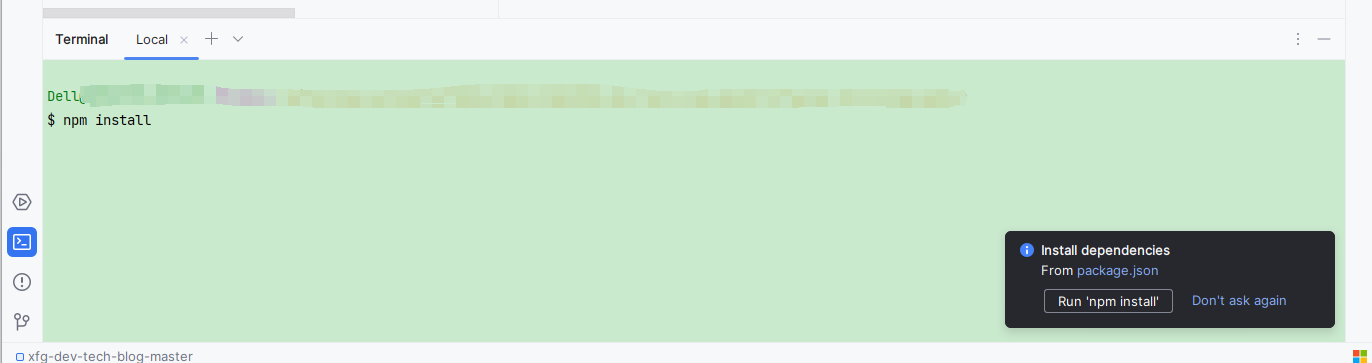 Terminal Local
Dell@
$ npm install
Install dependencies
From package.json
Run 'npm install' Don't ask again
xfg-dev-tech-blog-master